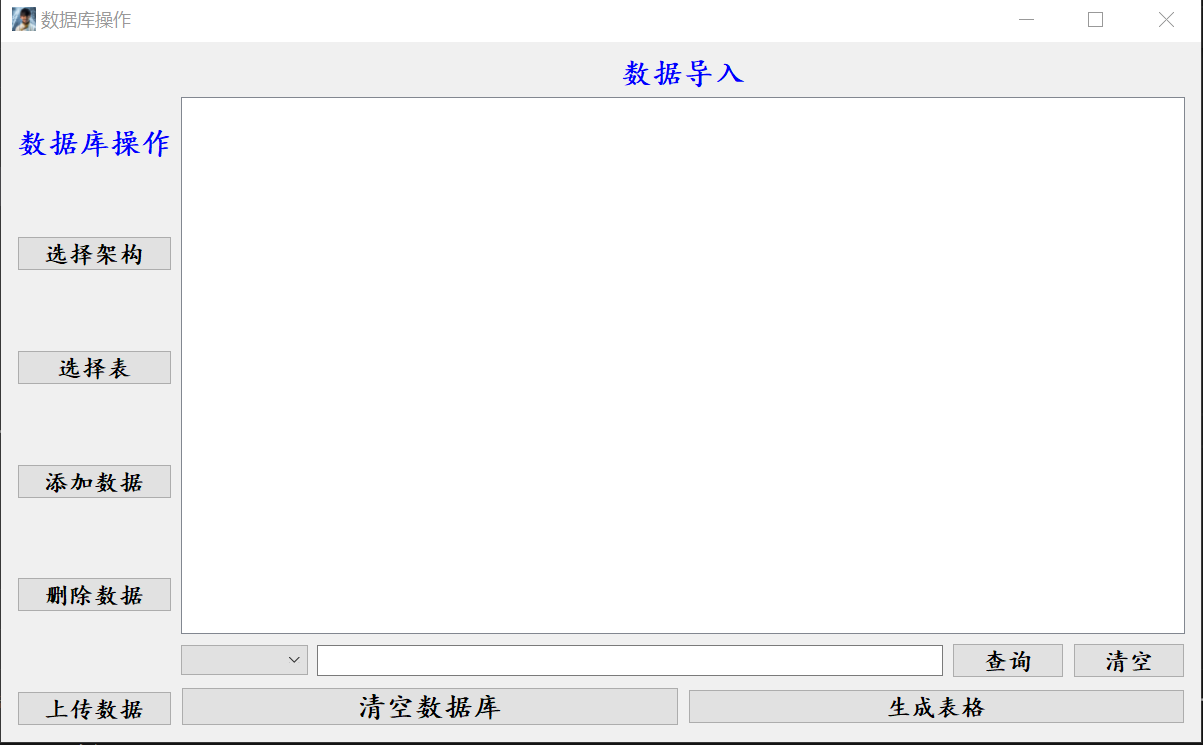 数据库操作
数据导入
数据库操作
选择架构
选择表
添加数据
删除数据
查询
清空
上传数据
清空数据库
生成表格